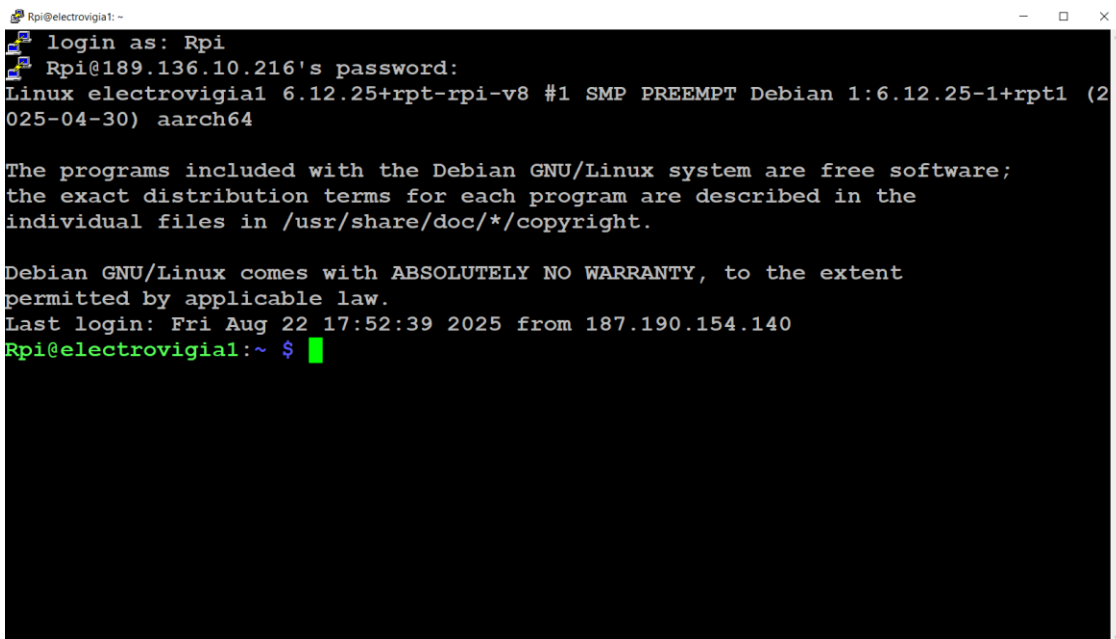 Rpi@electrovigia1: ~
login as: Rpi
Rpi@189.136.10.216's password:
Linux electrovigia1 6.12.25+rpt-rpi-v8 #1 SMP PREEMPT Debian 1:6.12.25-1+rpt1 (2
025-04-30) aarch64
The programs included with the Debian GNU/Linux system are free software;
the exact distribution terms for each program are described in the
individual files in /usr/share/doc/*/copyright.
Debian GNU/Linux comes with ABSOLUTELY NO WARRANTY, to the extent
permitted by applicable law.
Last login: Fri Aug 22 17:52:39 2025 from 187.190.154.140
Rpi@electrovigia1:~ $